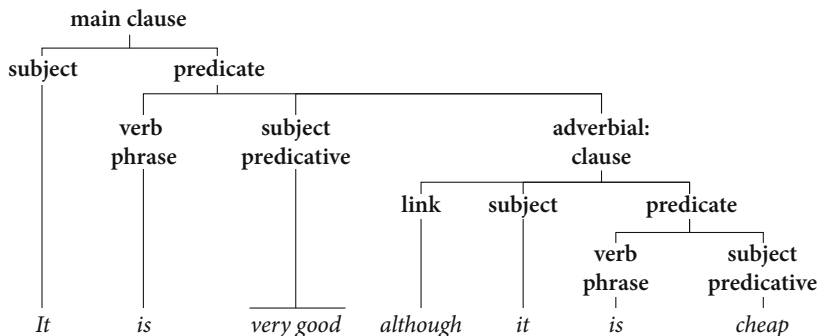 main clause
subject predicate
verb phrase subject predicative adverbial: clause
link subject predicate
verb phrase subject predicative
It is very good although it is cheap